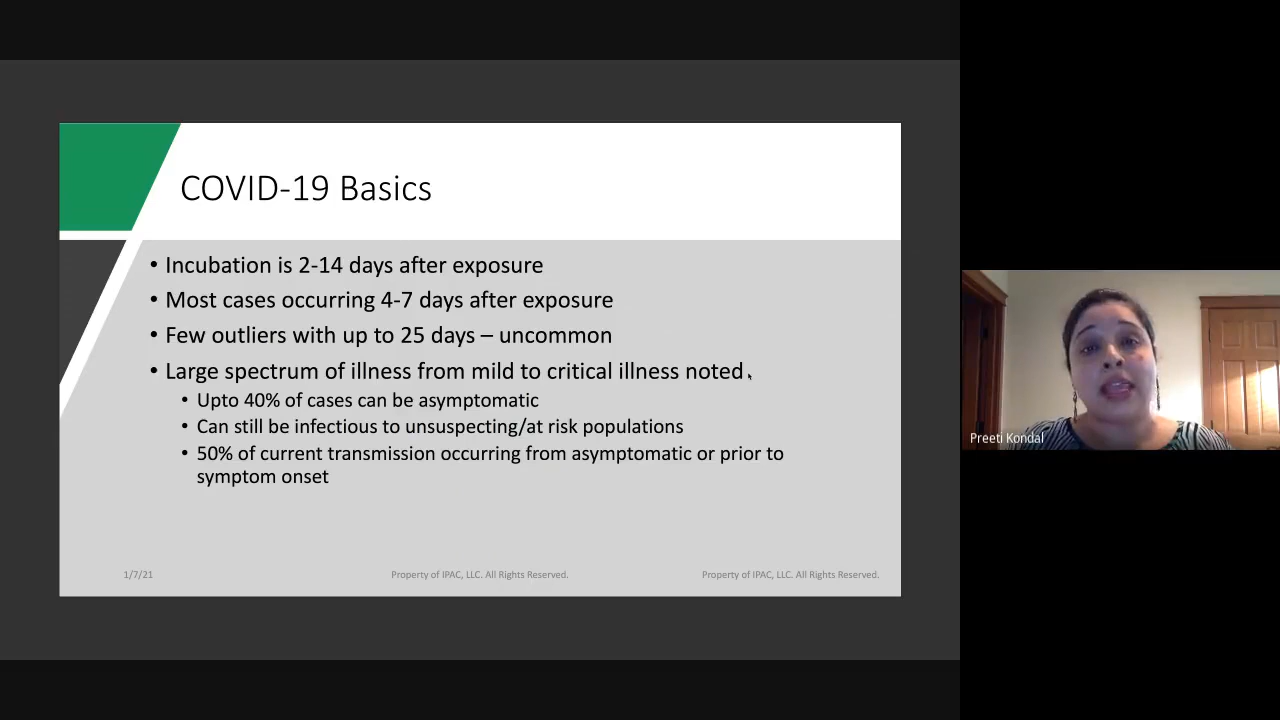 COVID-19 Basics
• Incubation is 2-14 days after exposure
• Most cases occurring 4-7 days after exposure
• Few outliers with up to 25 days – uncommon
• Large spectrum of illness from mild to critical illness noted
• Upto 40% of cases can be asymptomatic
• Can still be infectious to unsuspecting/at risk populations
• 50% of current transmission occurring from asymptomatic or prior to
symptom onset
1/7/21
Property of IPAC, LLC. All Rights Reserved.
Property of IPAC, LLC. All Rights Reserved.
Preeti Kondal